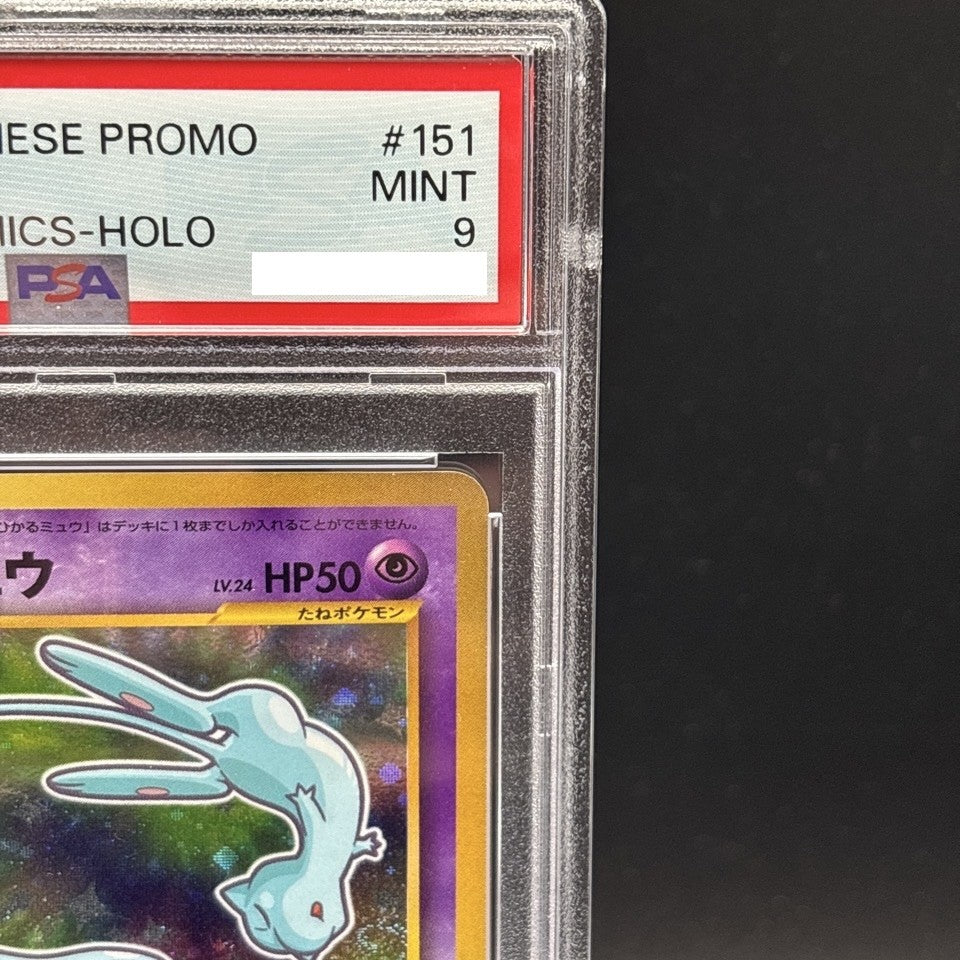 NESE PROMO #151
MINT
MICS-HOLO 9
PSA
ひかるミュウ」はデッキに1枚までしか入れることができません。
ュウ LV.24 HP50
たねポケモン